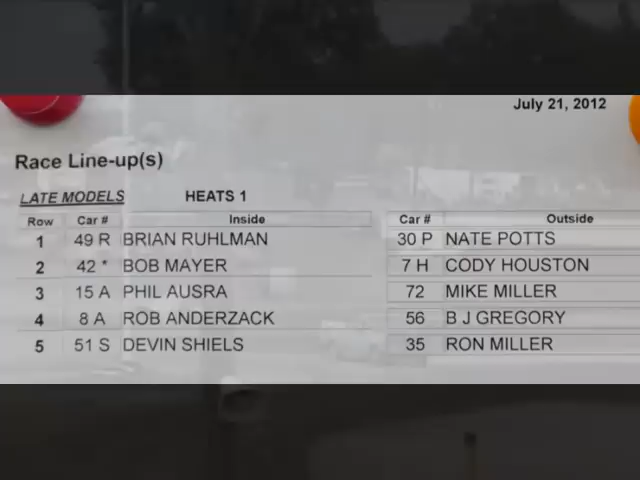 July 21, 2012
Race Line-up(s)
LATE MODELS HEATS 1
Row Car # Inside Car # Outside
1 49 R BRIAN RUHLMAN 30 P NATE POTTS
2 42 * BOB MAYER 7 H CODY HOUSTON
3 15 A PHIL AUSRA 72 MIKE MILLER
4 8 A ROB ANDERZACK 56 B J GREGORY
5 51 S DEVIN SHIELS 35 RON MILLER